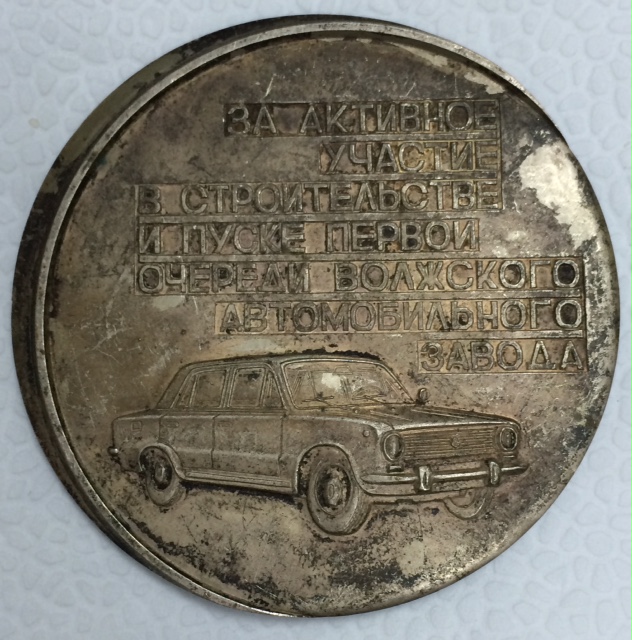 ЗА АКТИВНОЕ
УЧАСТИЕ
В СТРОИТЕЛЬСТВЕ
И ПУСКЕ ПЕРВОЙ
ОЧЕРЕДИ ВОЛЖСКОГО
АВТОМОБИЛЬНОГО
ЗАВОДА